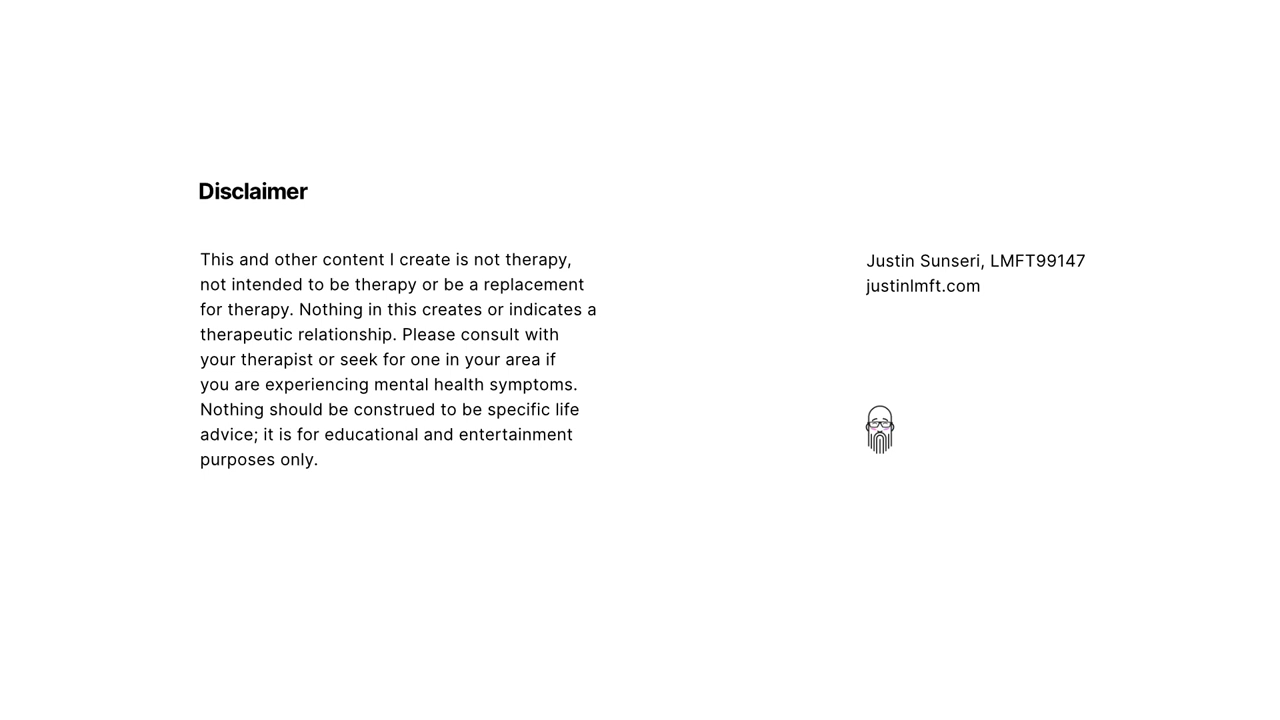 Disclaimer
This and other content I create is not therapy,
not intended to be therapy or be a replacement
for therapy. Nothing in this creates or indicates a
therapeutic relationship. Please consult with
your therapist or seek for one in your area if
you are experiencing mental health symptoms.
Nothing should be construed to be specific life
advice; it is for educational and entertainment
purposes only.
Justin Sunseri, LMFT99147
justinlmft.com